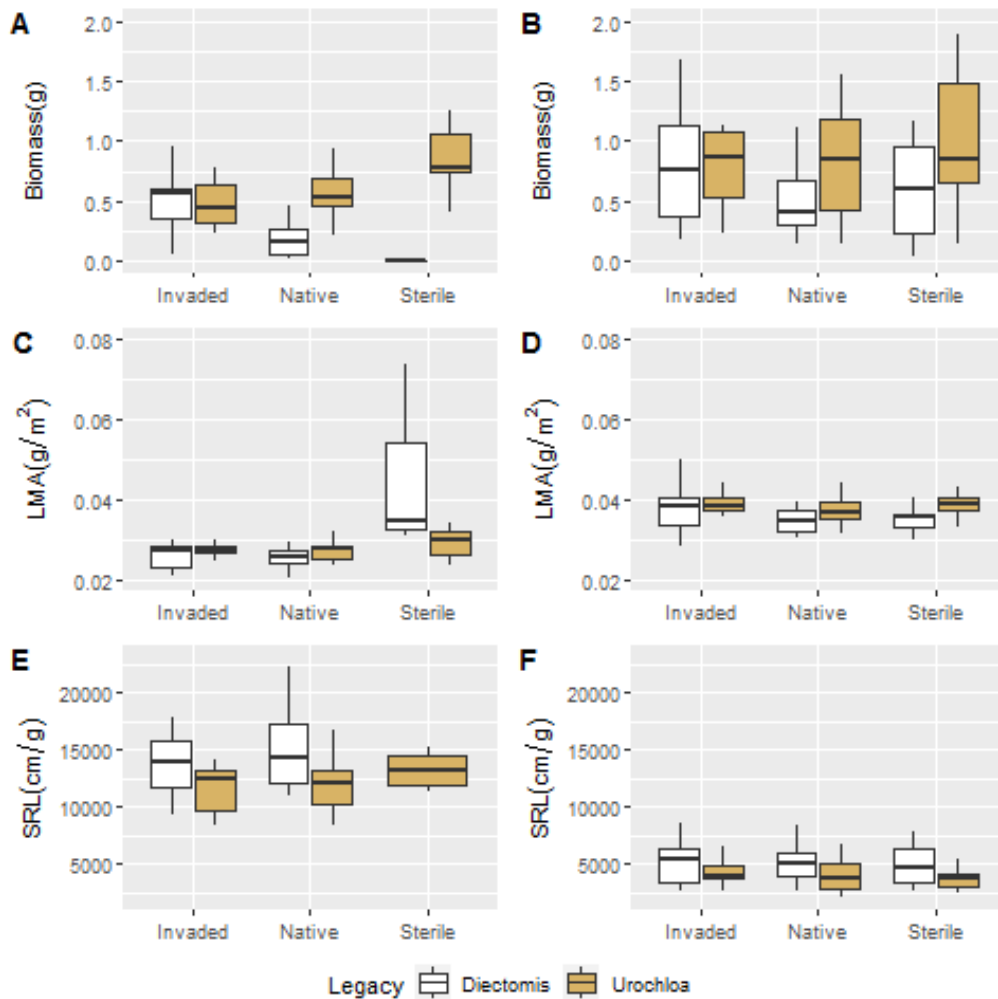 A
Biomass(g)
2.0
1.5
1.0
0.5
0.0
Invaded Native Sterile
B
Biomass(g)
2.0
1.5
1.0
0.5
0.0
Invaded Native Sterile
C
LMA(g/m²)
0.08
0.06
0.04
0.02
Invaded Native Sterile
D
LMA(g/m²)
0.08
0.06
0.04
0.02
Invaded Native Sterile
E
SRL(cm/g)
20000
15000
10000
5000
Invaded Native Sterile
F
SRL(cm/g)
20000
15000
10000
5000
Invaded Native Sterile
Legacy Diectomis Urochloa